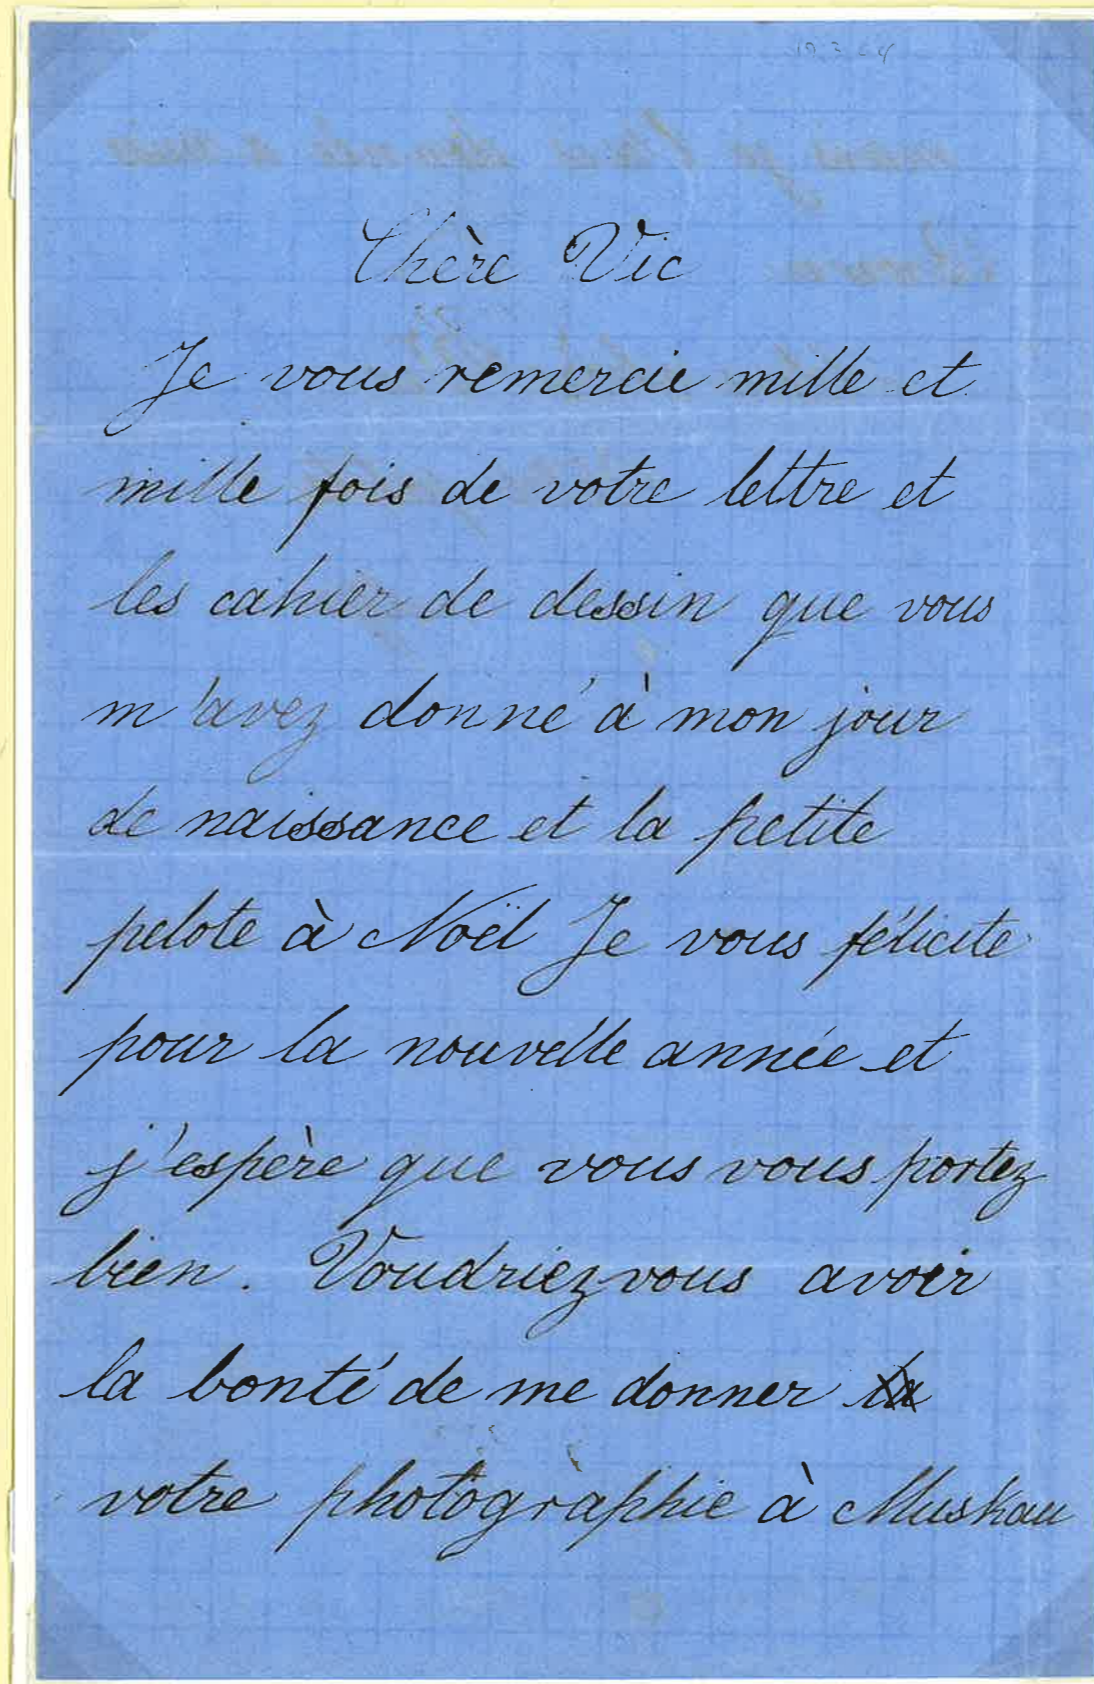 Chère Vic
Je vous remercie mille et
mille fois de votre lettre et
les cahier de dessin que vous
m'avez donné à mon jour
de naissance et la petite
pelote à Noël Je vous félicite
pour la nouvelle année et
j'espère que vous vous portez
bien. Voudriez vous avoir
la bonté de me donner
votre photographie à Muskau